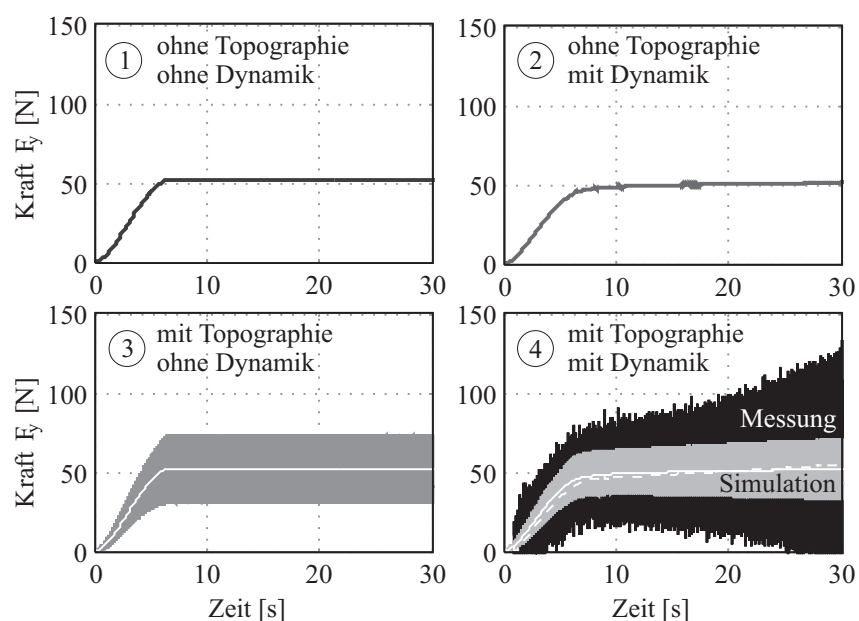 150
1 ohne Topographie
ohne Dynamik
100
50
0
Kraft Fy [N]
0 10 20 30
2 ohne Topographie
mit Dynamik
150
100
50
0
0 10 20 30
150
3 mit Topographie
ohne Dynamik
100
50
0
Kraft Fy [N]
0 10 20 30
Zeit [s]
150
4 mit Topographie
mit Dynamik
100
50
0
Messung
Simulation
0 10 20 30
Zeit [s]